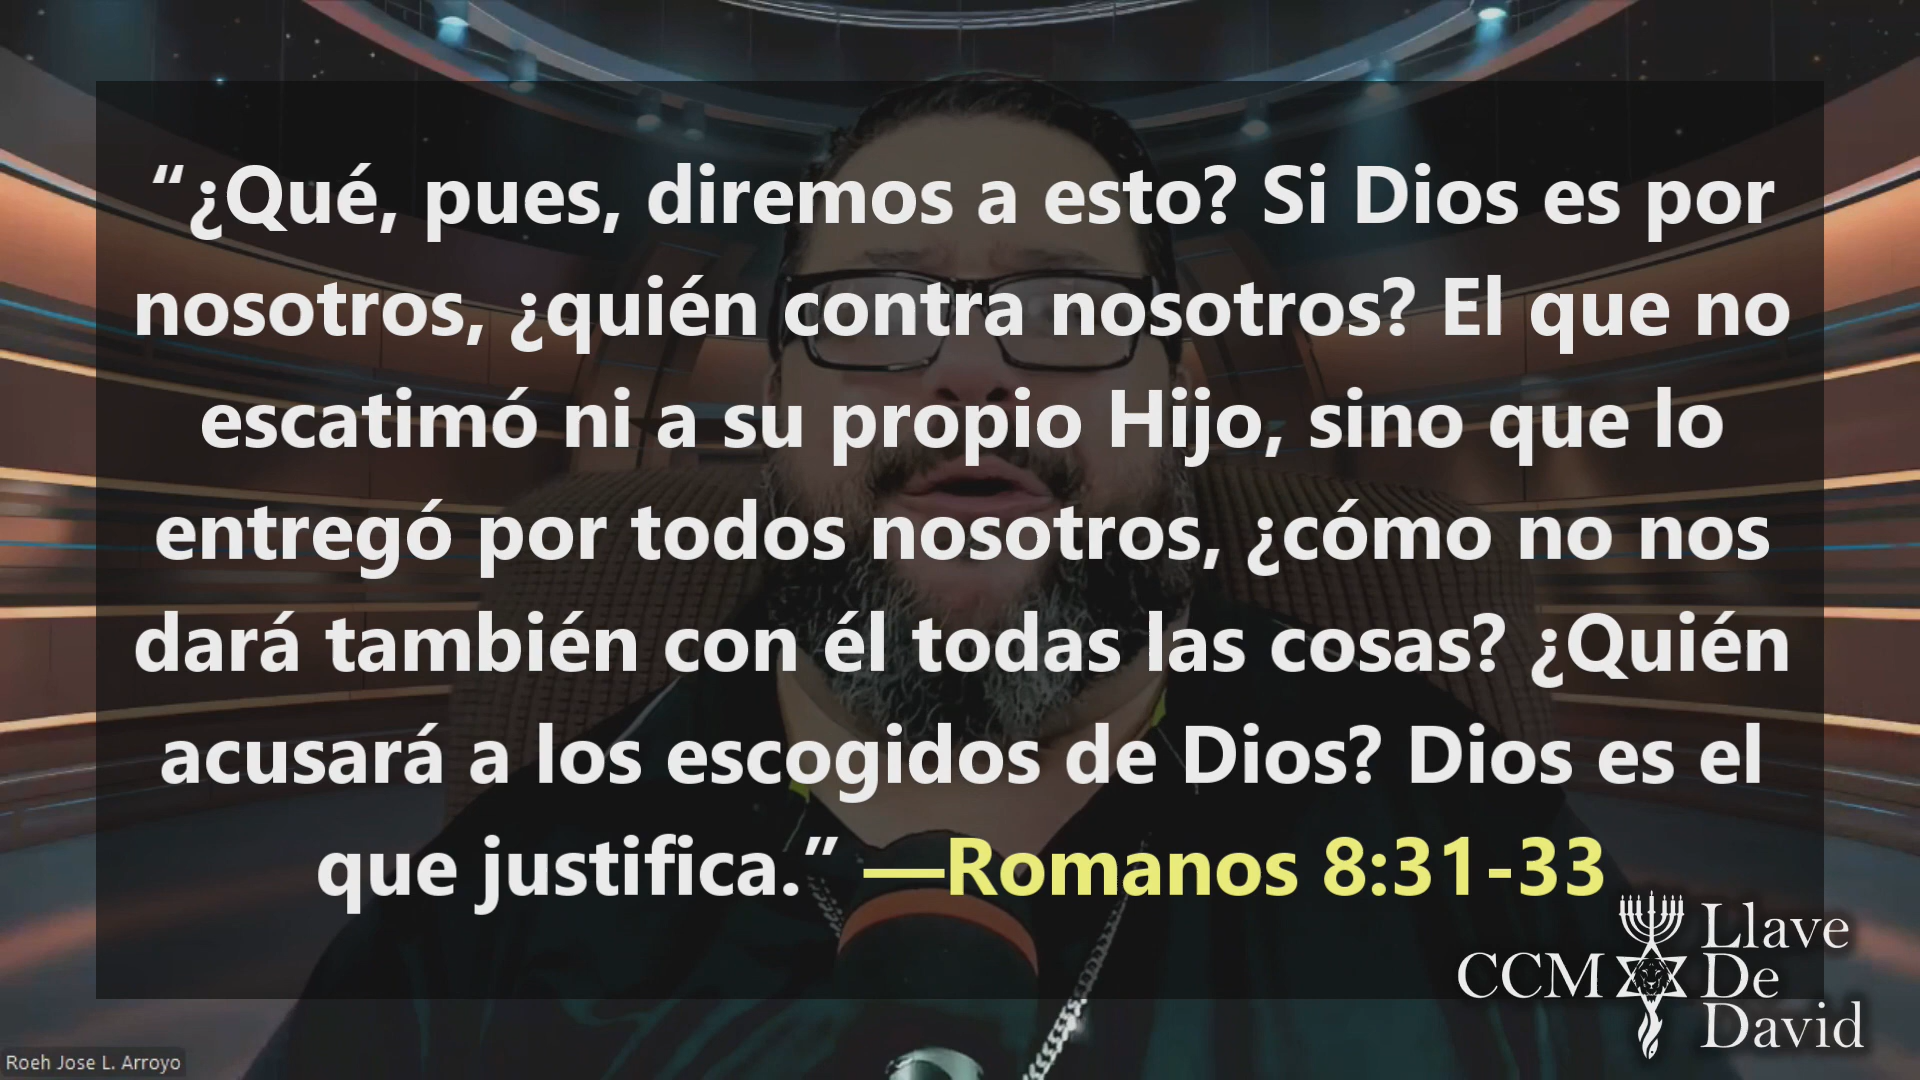 “¿Qué, pues, diremos a esto? Si Dios es por
nosotros, ¿quién contra nosotros? El que no
escatimó ni a su propio Hijo, sino que lo
entregó por todos nosotros, ¿cómo no nos
dará también con él todas las cosas? ¿Quién
acusará a los escogidos de Dios? Dios es el
que justifica.” —Romanos 8:31-33
Llave
CCM De
David
Roeh Jose L. Arroyo